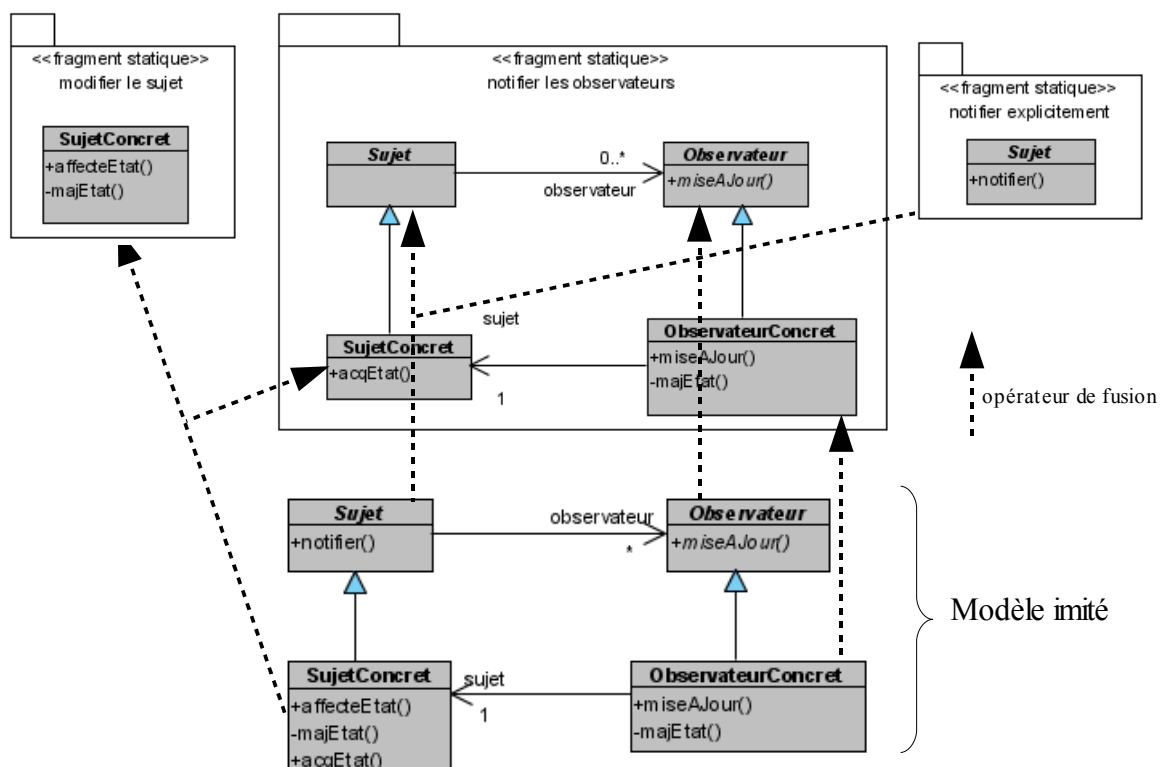 <<fragment statique>>
modifier le sujet
SujetConcret
+affecteEtat()
-majEtat()
<<fragment statique>>
notifier les observateurs
Sujet
0..*
observateur
Observateur
+miseAJour()
sujet
SujetConcret
+acqEtat()
1
ObservateurConcret
+miseAJour()
-majEtat()
<<fragment statique>>
notifier explicitement
Sujet
+notifier()
opérateur de fusion
Sujet
+notifier()
observateur
*
Observateur
+miseAJour()
SujetConcret
+affecteEtat()
-majEtat()
+acqEtat()
sujet
1
ObservateurConcret
+miseAJour()
-majEtat()
Modèle imité